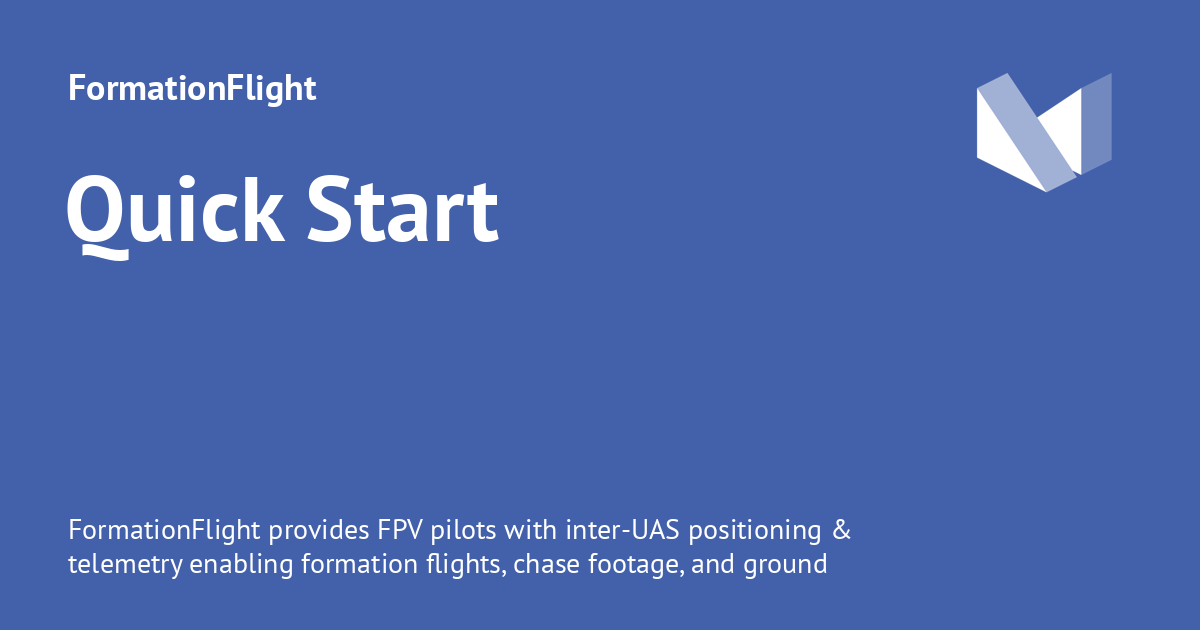 FormationFlight
Quick Start
FormationFlight provides FPV pilots with inter-UAS positioning &
telemetry enabling formation flights, chase footage, and ground